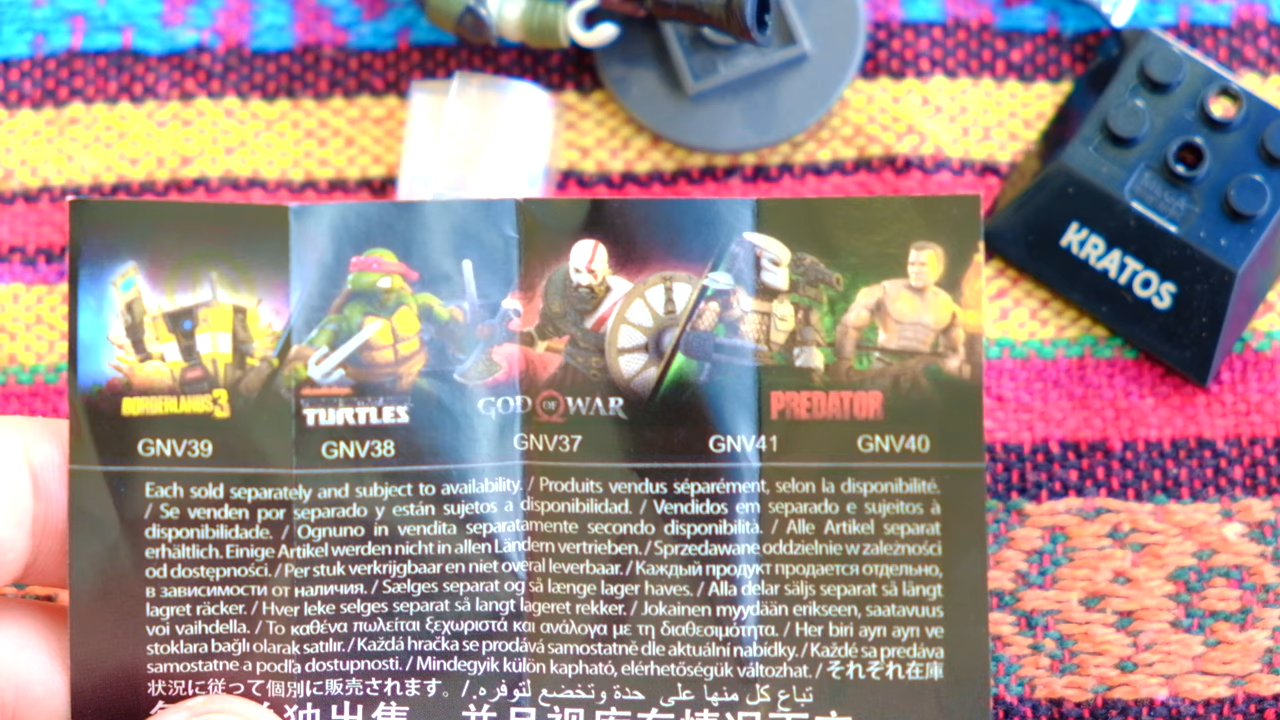 KRATOS
BORDERLANDS 3
TURTLES
GOD OF WAR
PREDATOR
GNV39
GNV38
GNV37
GNV41
GNV40
Each sold separately and subject to availability. / Produits vendus séparément, selon la disponibilité.
/ Se venden por separado y están sujetos a disponibilidad. / Vendidos em separado e sujeitos à
disponibilidade. / Ognuno in vendita separatamente secondo disponibilità. / Alle Artikel separat
erhältlich. Einige Artikel werden nicht in allen Ländern vertrieben. / Sprzedawane oddzielnie w zależności
od dostępności. / Per stuk verkrijgbaar en niet overal leverbaar. / Каждый продукт продается отдельно,
в зависимости от наличия. / Sælges separat og så længe lager haves. / Alla delar säljs separat så långt
lagret räcker. / Hver leke selges separat så langt lageret rekker. / Jokainen myydään erikseen, saatavuus
voi vaihdella. / Το καθένα πωλείται ξεχωριστά και ανάλογα με τη διαθεσιμότητα. / Her biri ayrı ayrı ve
stoklara bağlı olarak satılır. / Každá hračka se prodává samostatně dle aktuální nabídky. / Každé sa predáva
samostatne a podľa dostupnosti. / Mindegyik külön kapható, elérhetőségük változhat. / それぞれ在庫
状況に従って個別に販売されます。/ تباع كل منها على حدة وتخضع لتوفره.